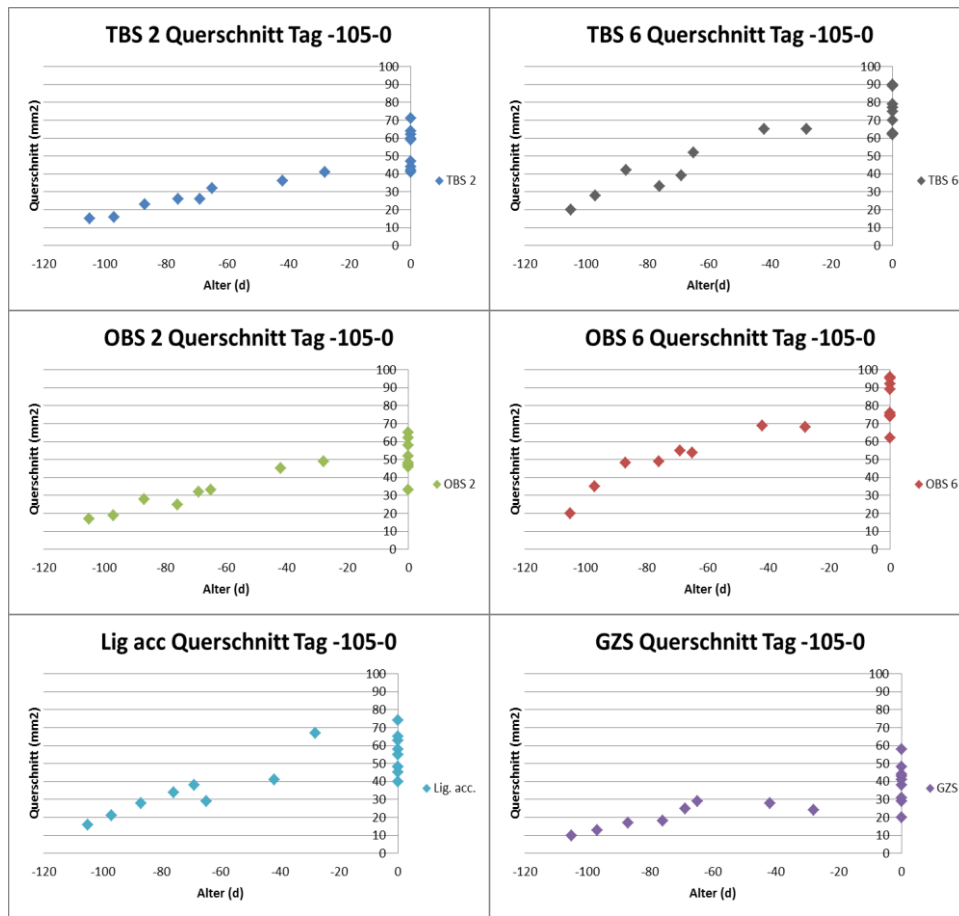 TBS 2 Querschnitt Tag -105-0
Querschnitt (mm2)
100
90
80
70
60
50
40
30
20
10
0
-120 -100 -80 -60 -40 -20 0
Alter (d)
TBS 2
TBS 6 Querschnitt Tag -105-0
Querschnitt (mm2)
100
90
80
70
60
50
40
30
20
10
0
-120 -100 -80 -60 -40 -20 0
Alter(d)
TBS 6
OBS 2 Querschnitt Tag -105-0
Querschnitt (mm2)
100
90
80
70
60
50
40
30
20
10
0
-120 -100 -80 -60 -40 -20 0
Alter (d)
OBS 2
OBS 6 Querschnitt Tag -105-0
Querschnitt (mm2)
100
90
80
70
60
50
40
30
20
10
0
-120 -100 -80 -60 -40 -20 0
Alter (d)
OBS 6
Lig acc Querschnitt Tag -105-0
Querschnitt (mm2)
100
90
80
70
60
50
40
30
20
10
0
-120 -100 -80 -60 -40 -20 0
Alter (d)
Lig. acc.
GZS Querschnitt Tag -105-0
Querschnitt (mm2)
100
90
80
70
60
50
40
30
20
10
0
-120 -100 -80 -60 -40 -20 0
Alter (d)
GZS